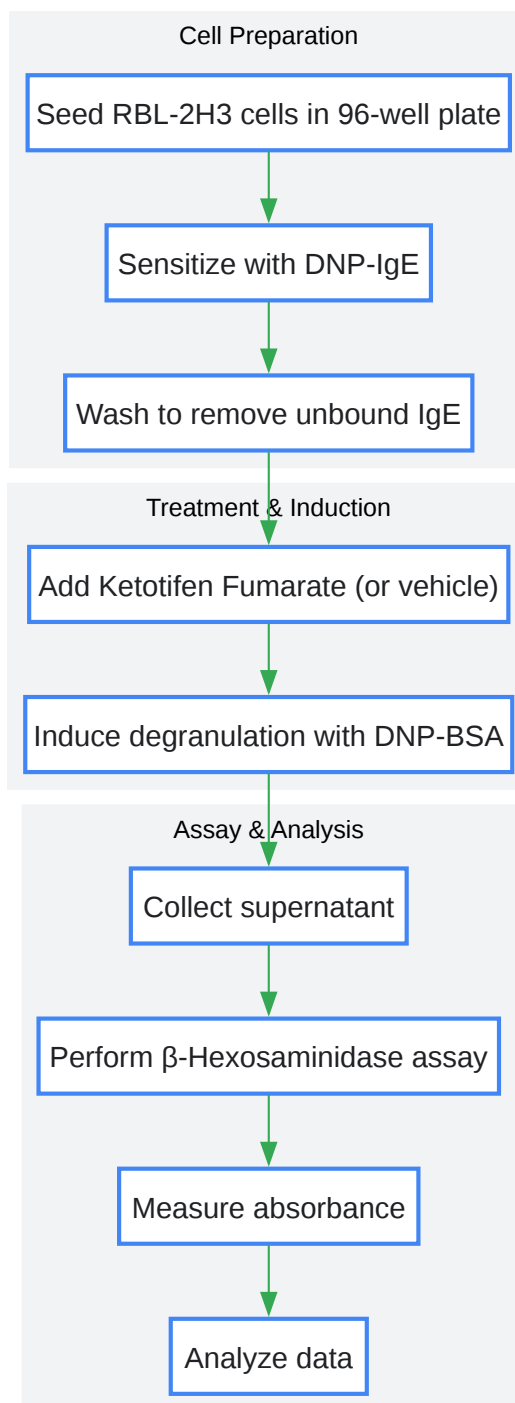 Cell Preparation
Seed RBL-2H3 cells in 96-well plate
Sensitize with DNP-IgE
Wash to remove unbound IgE
Treatment & Induction
Add Ketotifen Fumarate (or vehicle)
Induce degranulation with DNP-BSA
Assay & Analysis
Collect supernatant
Perform β-Hexosaminidase assay
Measure absorbance
Analyze data